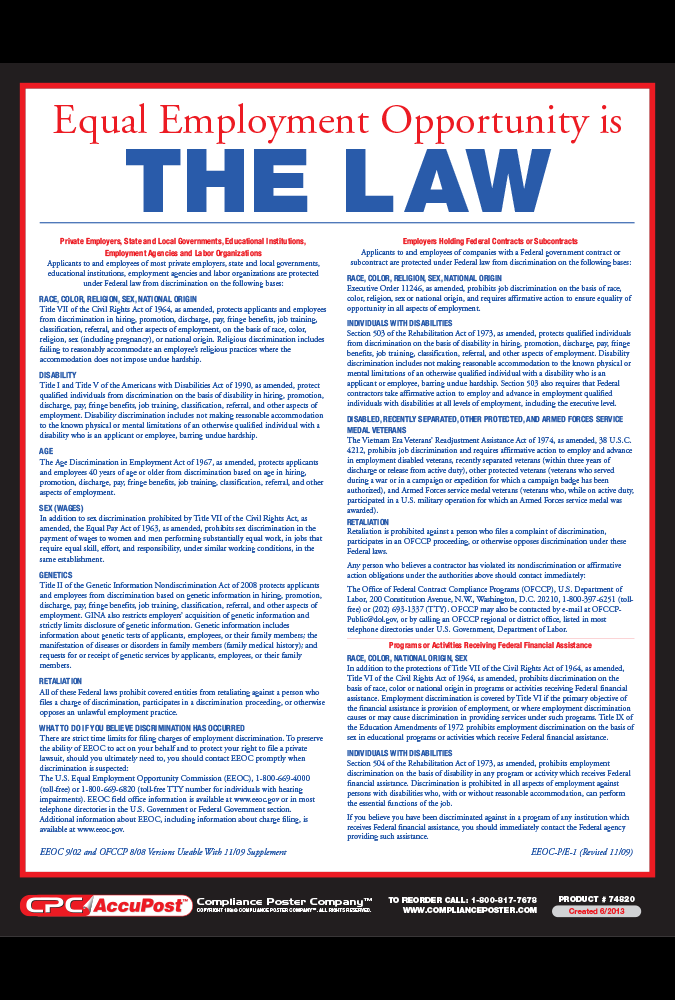 Equal Employment Opportunity is
THE LAW
Private Employers, State and Local Governments, Educational Institutions,
Employment Agencies and Labor Organizations
Applicants to and employees of most private employers, state and local governments,
educational institutions, employment agencies and labor organizations are protected
under Federal law from discrimination on the following bases:
RACE, COLOR, RELIGION, SEX, NATIONAL ORIGIN
Title VII of the Civil Rights Act of 1964, as amended, protects applicants and employees
from discrimination in hiring, promotion, discharge, pay, fringe benefits, job training,
classification, referral, and other aspects of employment, on the basis of race, color,
religion, sex (including pregnancy), or national origin. Religious discrimination includes
failing to reasonably accommodate an employee's religious practices where the
accommodation does not impose undue hardship.
DISABILITY
Title I and Title V of the Americans with Disabilities Act of 1990, as amended, protect
qualified individuals from discrimination on the basis of disability in hiring, promotion,
discharge, pay, fringe benefits, job training, classification, referral, and other aspects of
employment. Disability discrimination includes not making reasonable accommodation
to the known physical or mental limitations of an otherwise qualified individual with a
disability who is an applicant or employee, barring undue hardship.
AGE
The Age Discrimination in Employment Act of 1967, as amended, protects applicants
and employees 40 years of age or older from discrimination based on age in hiring,
promotion, discharge, pay, fringe benefits, job training, classification, referral, and other
aspects of employment.
SEX (WAGES)
In addition to sex discrimination prohibited by Title VII of the Civil Rights Act, as
amended, the Equal Pay Act of 1963, as amended, prohibits sex discrimination in the
payment of wages to women and men performing substantially equal work, in jobs that
require equal skill, effort, and responsibility, under similar working conditions, in the
same establishment.
GENETICS
Title II of the Genetic Information Nondiscrimination Act of 2008 protects applicants
and employees from discrimination based on genetic information in hiring, promotion,
discharge, pay, fringe benefits, job training, classification, referral, and other aspects of
employment. GINA also restricts employers' acquisition of genetic information and
strictly limits disclosure of genetic information. Genetic information includes
information about genetic tests of applicants, employees, or their family members; the
manifestation of diseases or disorders in family members (family medical history); and
requests for or receipt of genetic services by applicants, employees, or their family
members.
RETALIATION
All of these Federal laws prohibit covered entities from retaliating against a person who
files a charge of discrimination, participates in a discrimination proceeding, or otherwise
opposes an unlawful employment practice.
WHAT TO DO IF YOU BELIEVE DISCRIMINATION HAS OCCURRED
There are strict time limits for filing charges of employment discrimination. To preserve
the ability of EEOC to act on your behalf and to protect your right to file a private
lawsuit, should you ultimately need to, you should contact EEOC promptly when
discrimination is suspected:
The U.S. Equal Employment Opportunity Commission (EEOC), 1-800-669-4000
(toll-free) or 1-800-669-6820 (toll-free TTY number for individuals with hearing
impairments). EEOC field office information is available at www.eeoc.gov or in most
telephone directories in the U.S. Government or Federal Government section.
Additional information about EEOC, including information about charge filing, is
available at www.eeoc.gov.
EEOC 9/02 and OFCCP 8/08 Versions Useable With 11/09 Supplement
Employers Holding Federal Contracts or Subcontracts
Applicants to and employees of companies with a Federal government contract or
subcontract are protected under Federal law from discrimination on the following bases:
RACE, COLOR, RELIGION, SEX, NATIONAL ORIGIN
Executive Order 11246, as amended, prohibits job discrimination on the basis of race,
color, religion, sex or national origin, and requires affirmative action to ensure equality of
opportunity in all aspects of employment.
INDIVIDUALS WITH DISABILITIES
Section 503 of the Rehabilitation Act of 1973, as amended, protects qualified individuals
from discrimination on the basis of disability in hiring, promotion, discharge, pay, fringe
benefits, job training, classification, referral, and other aspects of employment. Disability
discrimination includes not making reasonable accommodation to the known physical or
mental limitations of an otherwise qualified individual with a disability who is an
applicant or employee, barring undue hardship. Section 503 also requires that Federal
contractors take affirmative action to employ and advance in employment qualified
individuals with disabilities at all levels of employment, including the executive level.
DISABLED, RECENTLY SEPARATED, OTHER PROTECTED, AND ARMED FORCES SERVICE
MEDAL VETERANS
The Vietnam Era Veterans' Readjustment Assistance Act of 1974, as amended, 38 U.S.C.
4212, prohibits job discrimination and requires affirmative action to employ and advance
in employment disabled veterans, recently separated veterans (within three years of
discharge or release from active duty), other protected veterans (veterans who served
during a war or in a campaign or expedition for which a campaign badge has been
authorized), and Armed Forces service medal veterans (veterans who, while on active duty,
participated in a U.S. military operation for which an Armed Forces service medal was
awarded).
RETALIATION
Retaliation is prohibited against a person who files a complaint of discrimination,
participates in an OFCCP proceeding, or otherwise opposes discrimination under these
Federal laws.
Any person who believes a contractor has violated its nondiscrimination or affirmative
action obligations under the authorities above should contact immediately:
The Office of Federal Contract Compliance Programs (OFCCP), U.S. Department of
Labor, 200 Constitution Avenue, N.W., Washington, D.C. 20210, 1-800-397-6251 (toll-
free) or (202) 693-1337 (TTY). OFCCP may also be contacted by e-mail at OFCCP-
Public@dol.gov, or by calling an OFCCP regional or district office, listed in most
telephone directories under U.S. Government, Department of Labor.
Programs or Activities Receiving Federal Financial Assistance
RACE, COLOR, NATIONAL ORIGIN, SEX
In addition to the protections of Title VII of the Civil Rights Act of 1964, as amended,
Title VI of the Civil Rights Act of 1964, as amended, prohibits discrimination on the
basis of race, color or national origin in programs or activities receiving Federal financial
assistance. Employment discrimination is covered by Title VI if the primary objective of
the financial assistance is provision of employment, or where employment discrimination
causes or may cause discrimination in providing services under such programs. Title IX of
the Education Amendments of 1972 prohibits employment discrimination on the basis of
sex in educational programs or activities which receive Federal financial assistance.
INDIVIDUALS WITH DISABILITIES
Section 504 of the Rehabilitation Act of 1973, as amended, prohibits employment
discrimination on the basis of disability in any program or activity which receives Federal
financial assistance. Discrimination is prohibited in all aspects of employment against
persons with disabilities who, with or without reasonable accommodation, can perform
the essential functions of the job.
If you believe you have been discriminated against in a program of any institution which
receives Federal financial assistance, you should immediately contact the Federal agency
providing such assistance.
EEOC-P/E-1 (Revised 11/09)
CPC AccuPost™
Compliance Poster Company™
COMPLIANCE POSTER COMPANY™. ALL RIGHTS RESERVED.
TO REORDER CALL: 1-800-817-7678
WWW.COMPLIANCEPOSTER.COM
PRODUCT # 74820
Created 6/2013